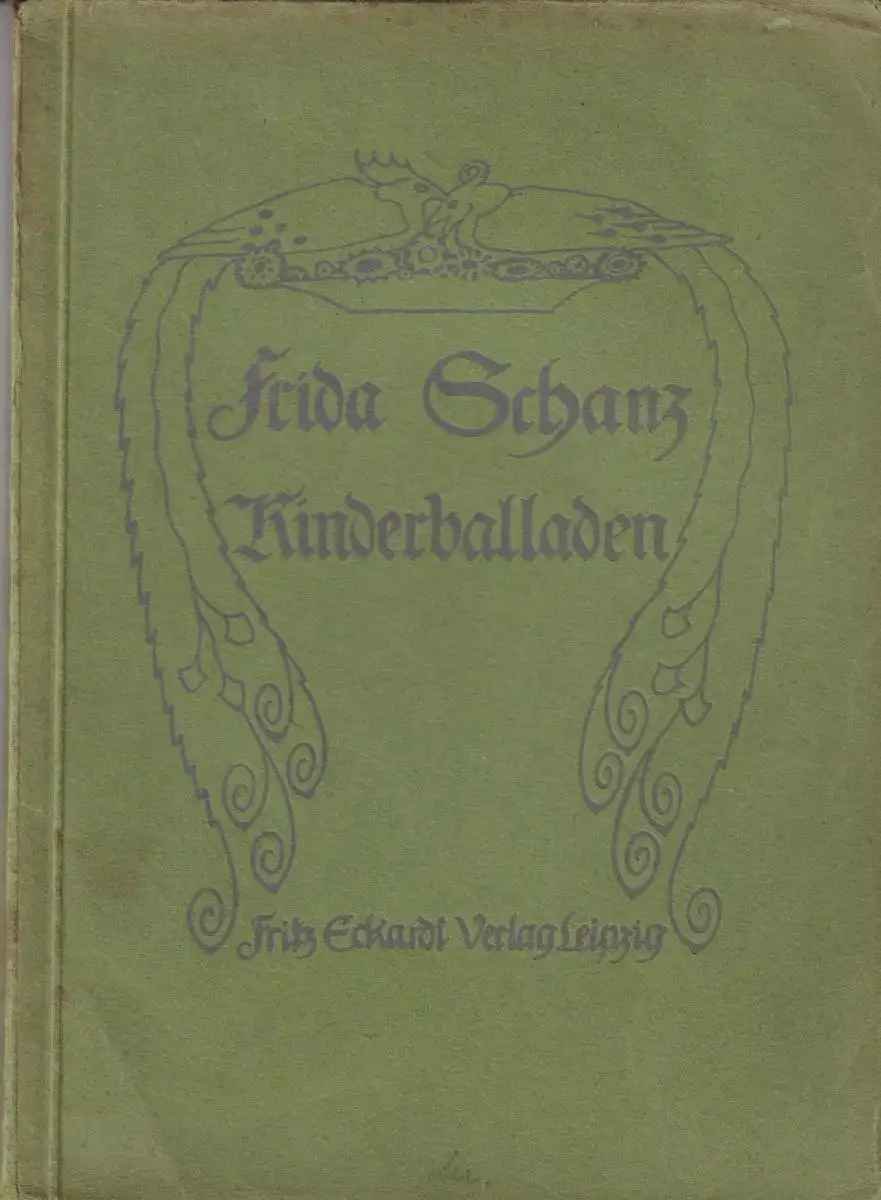 Frida Schanz
Kinderballaden
Fritz Eckardt Verlag Leipzig